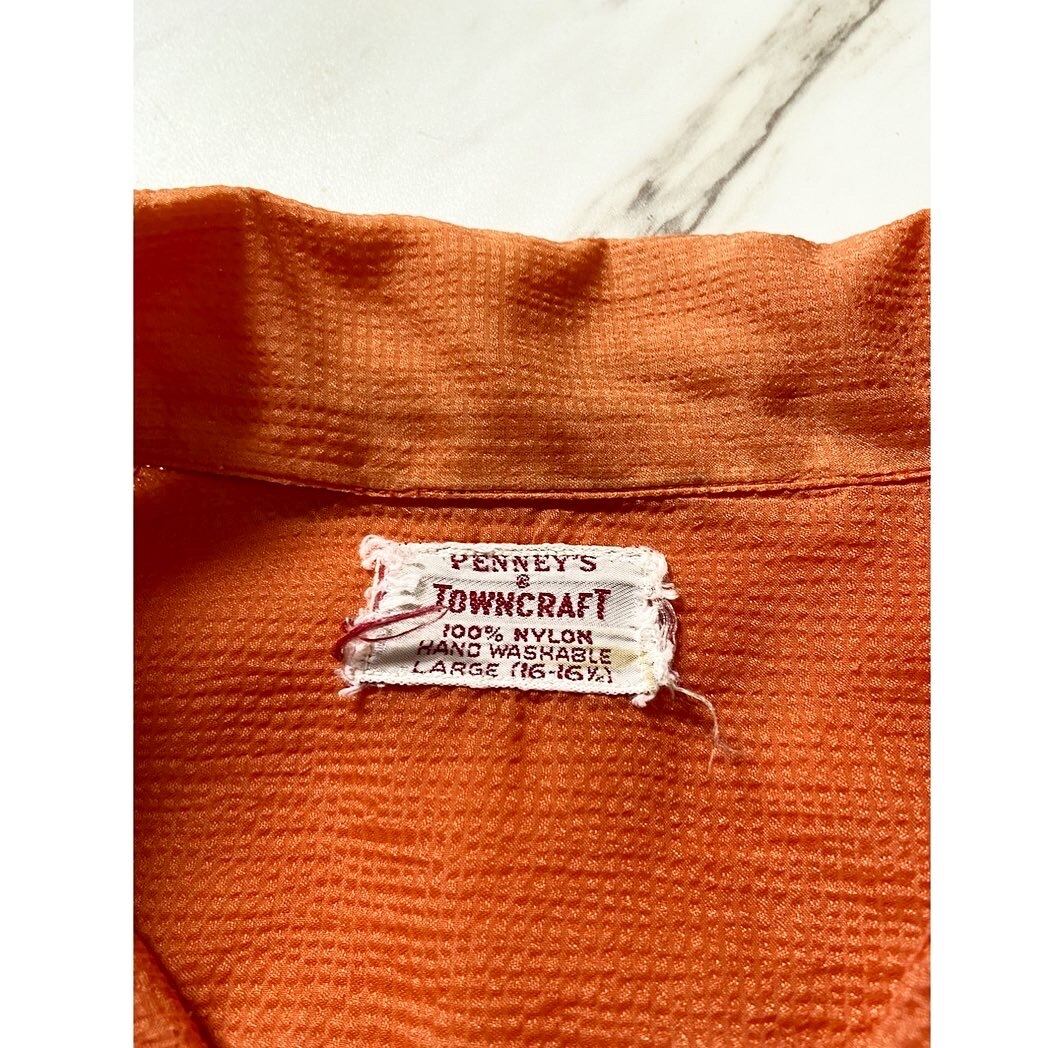 PENNEY'S
®
TOWNCRAFT
100% NYLON
HAND WASHABLE
LARGE (16-16½)